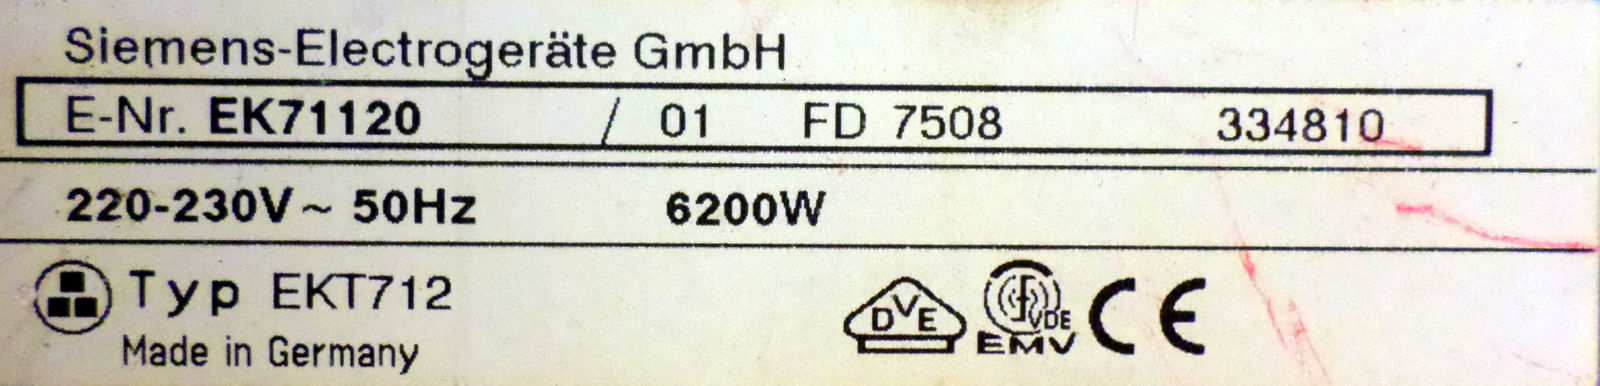 Siemens-Electrogeräte GmbH
E-Nr. EK71120 / 01 FD 7508 334810
220-230V~ 50Hz 6200W
Typ EKT712
Made in Germany
DVE
VDE
EMV
CE